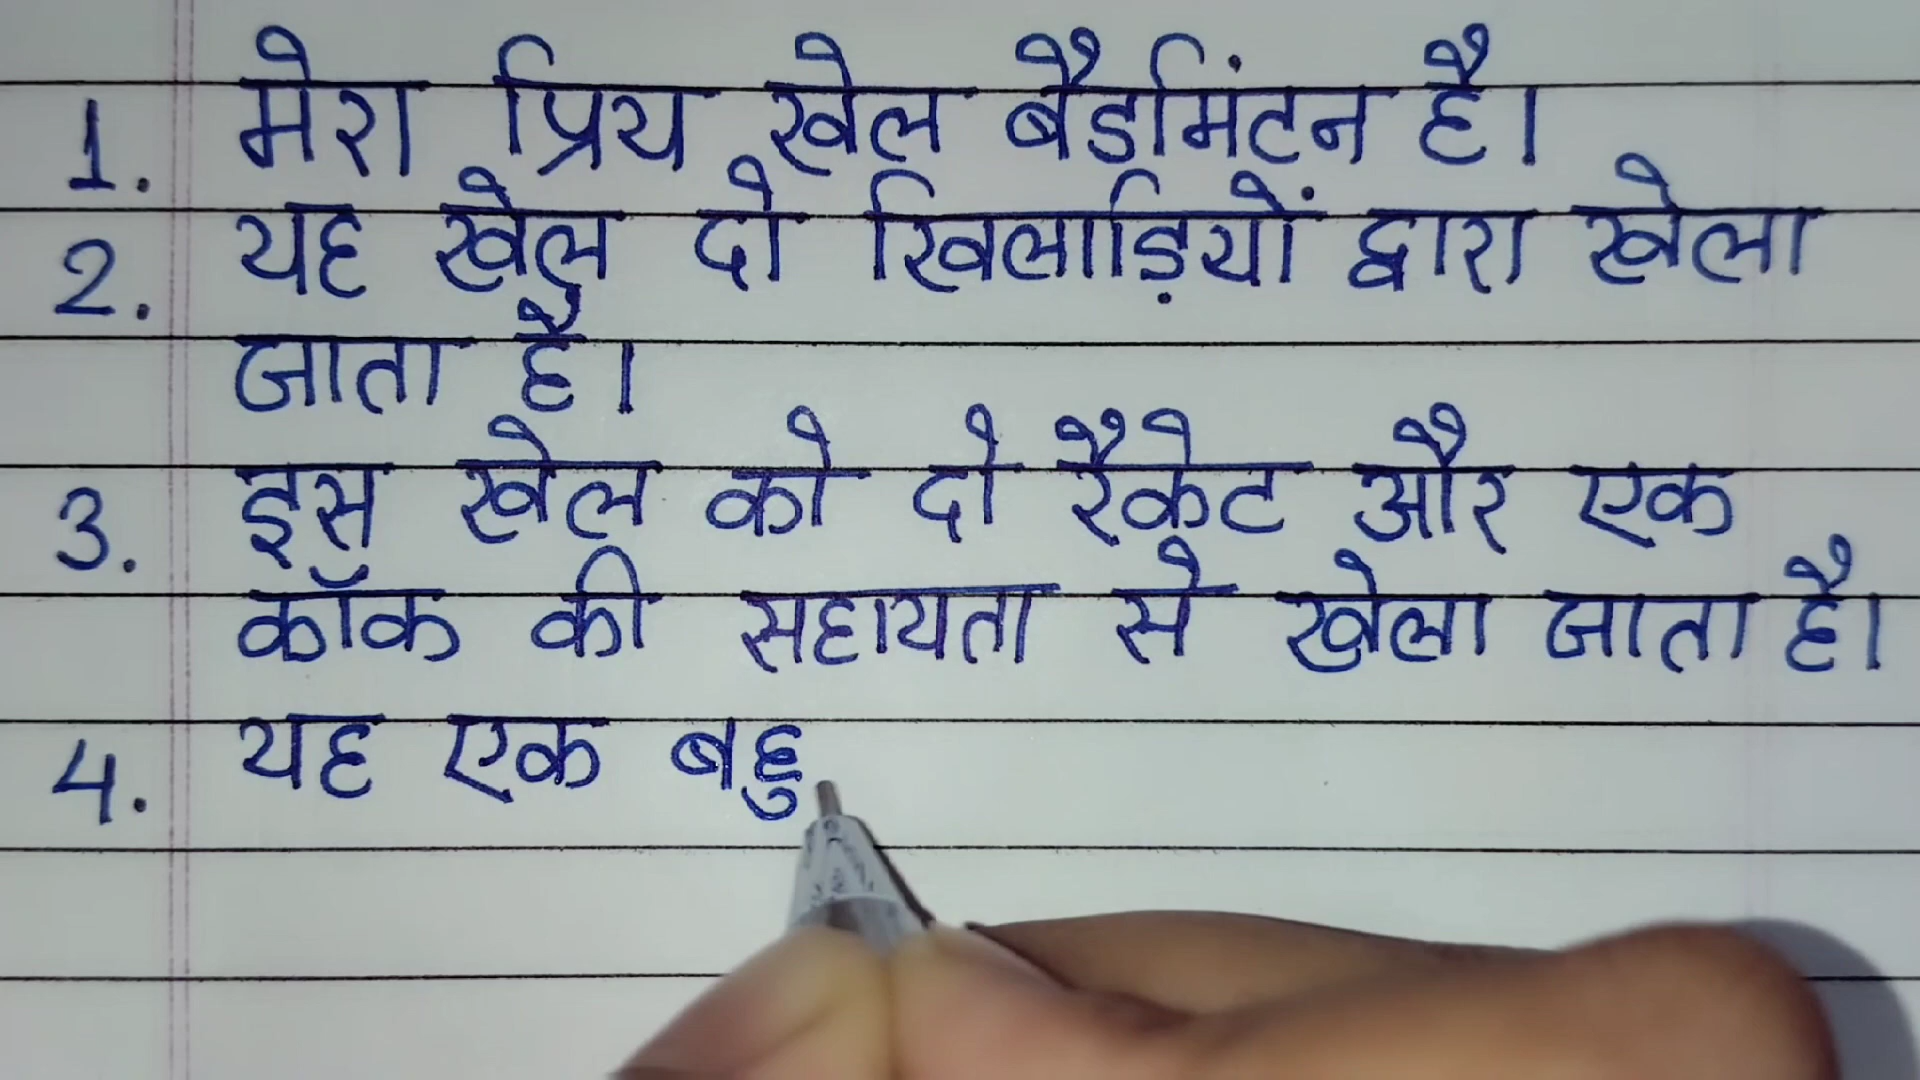 1. मेरा प्रिय खेल बैडमिंटन है।
2. यह खेल दो खिलाड़ियों द्वारा खेला
जाता है।
3. इस खेल को दो रैकेट और एक
कॉक की सहायता से खेला जाता है।
4. यह एक बहु